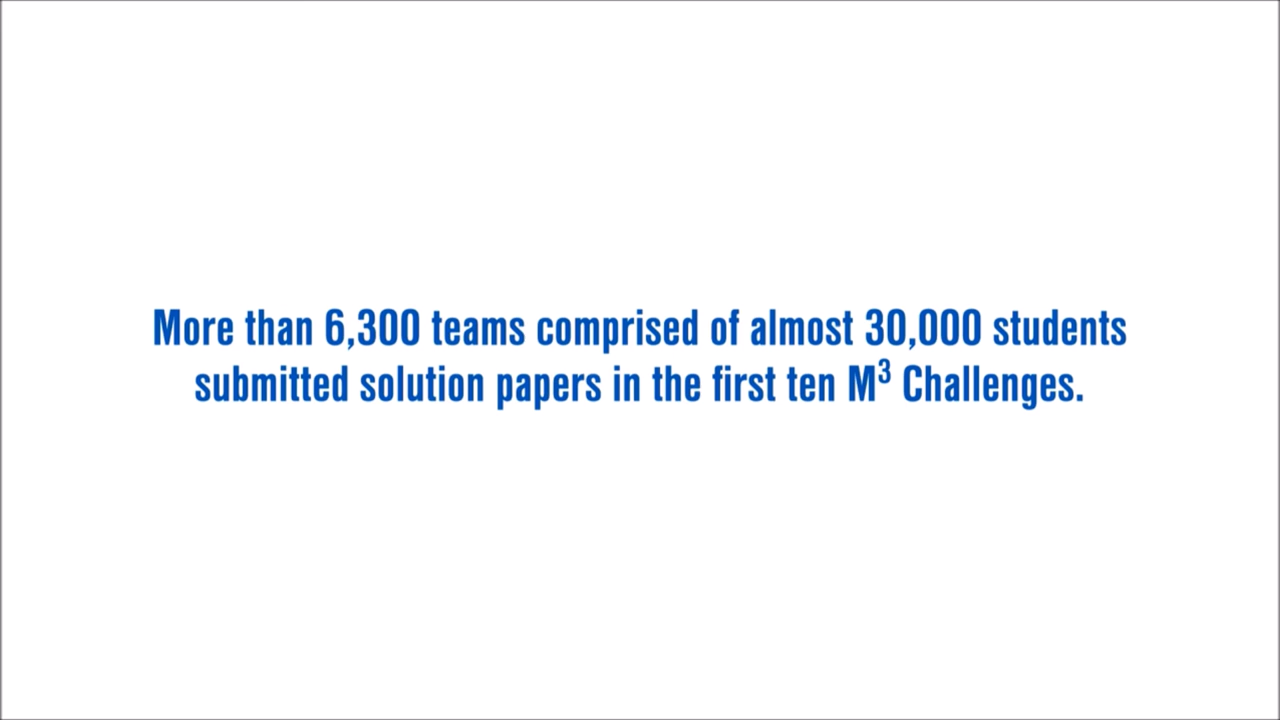 More than 6,300 teams comprised of almost 30,000 students
submitted solution papers in the first ten M³ Challenges.